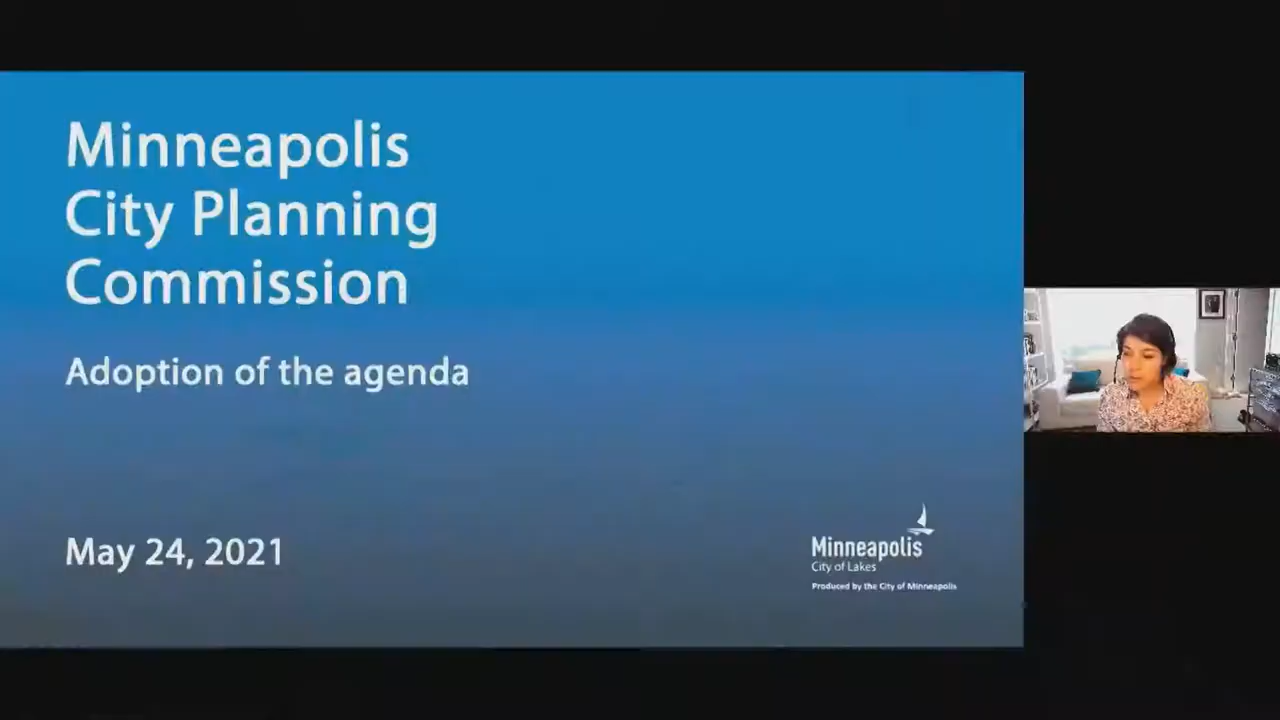 Minneapolis
City Planning
Commission
Adoption of the agenda
May 24, 2021
Minneapolis
City of Lakes
Produced by the City of Minneapolis